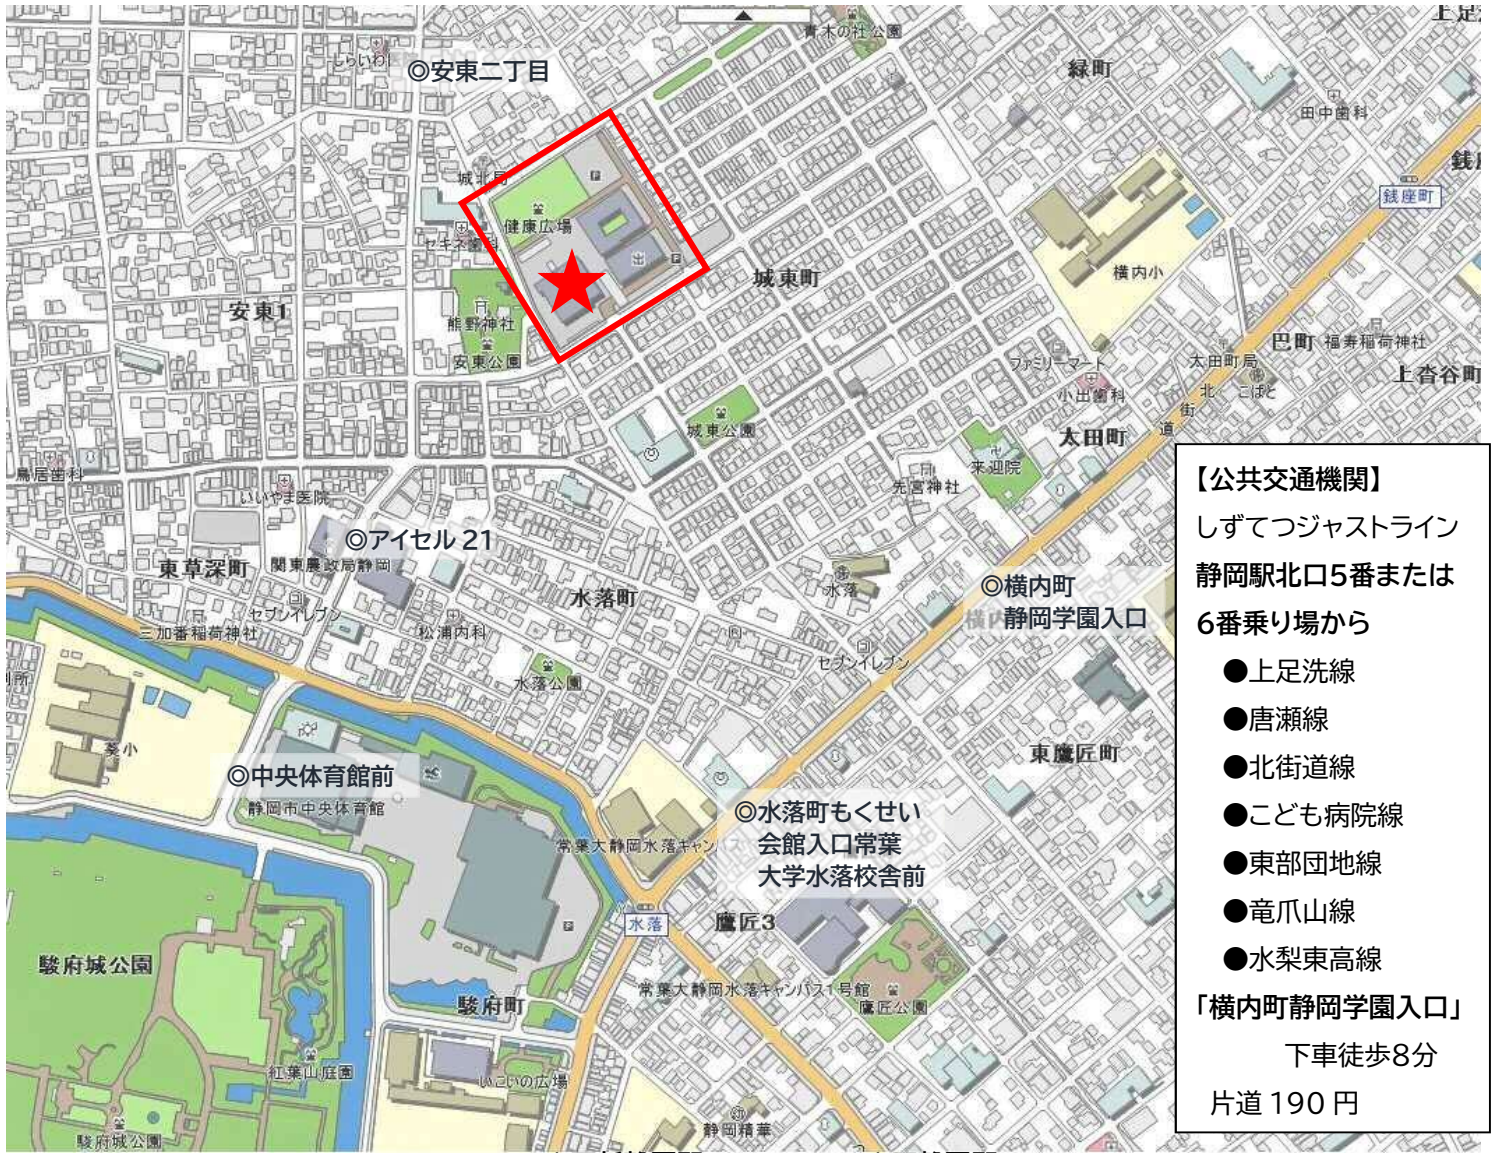 上足洗
青木の社公園
しらいわ医院
◎安東二丁目
緑町
田中歯科
銭座町
城北局
健康広場
セキネ歯科
出
横内小
城東町
安東1
熊野神社
安東公園
巴町
福寿稲荷神社
太田町局
こばと
上沓谷町
ファミリーマート
小出歯科
北
街
道
太田町
城東公園
来迎院
先宮神社
鳥居歯科
いいやま医院
◎アイセル 21
東草深町
関東農政局静岡
水落町
水落
◎横内町
静岡学園入口
セブンイレブン
三加番稲荷神社
松浦内科
セブンイレブン
水落公園
葵小
東鷹匠町
◎中央体育館前
静岡市中央体育館
◎水落町もくせい
会館入口常葉
大学水落校舎前
常葉大静岡水落キャンパス
水落
鷹匠3
駿府城公園
駿府町
常葉大静岡水落キャンパス1号館
鷹匠公園
紅葉山庭園
いこいの広場
静岡精華
駿府城公園
【公共交通機関】
しずてつジャストライン
静岡駅北口5番または
6番乗り場から
●上足洗線
●唐瀬線
●北街道線
●こども病院線
●東部団地線
●竜爪山線
●水梨東高線
「横内町静岡学園入口」
下車徒歩8分
片道 190 円